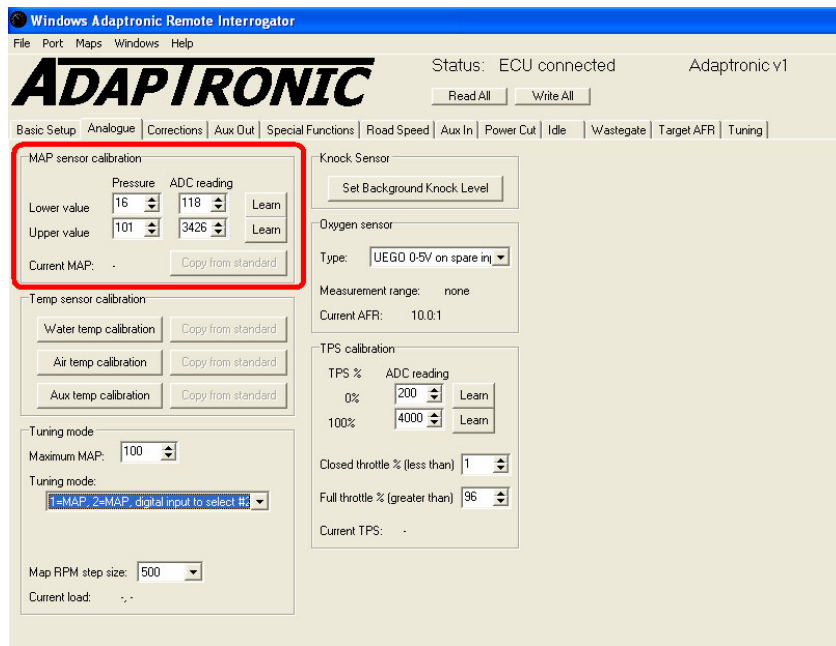 Windows Adaptronic Remote Interrogator
File Port Maps Windows Help
ADAPTRONIC
Status: ECU connected Adaptronic v1
Read All Write All
Basic Setup Analogue Corrections Aux Out Special Functions Road Speed Aux In Power Cut Idle Wastegate Target AFR Tuning
MAP sensor calibration
Pressure ADC reading
Lower value 16 118 Learn
Upper value 101 3426 Learn
Current MAP: - Copy from standard
Temp sensor calibration
Water temp calibration Copy from standard
Air temp calibration Copy from standard
Aux temp calibration Copy from standard
Tuning mode
Maximum MAP: 100
Tuning mode:
1=MAP, 2=MAP, digital input to select #2
Map RPM step size: 500
Current load: -, -
Knock Sensor
Set Background Knock Level
Oxygen sensor
Type: UEGO 0-5V on spare inp
Measurement range: none
Current AFR: 10.0:1
TPS calibration
TPS % ADC reading
0% 200 Learn
100% 4000 Learn
Closed throttle % (less than) 1
Full throttle % (greater than) 96
Current TPS: -